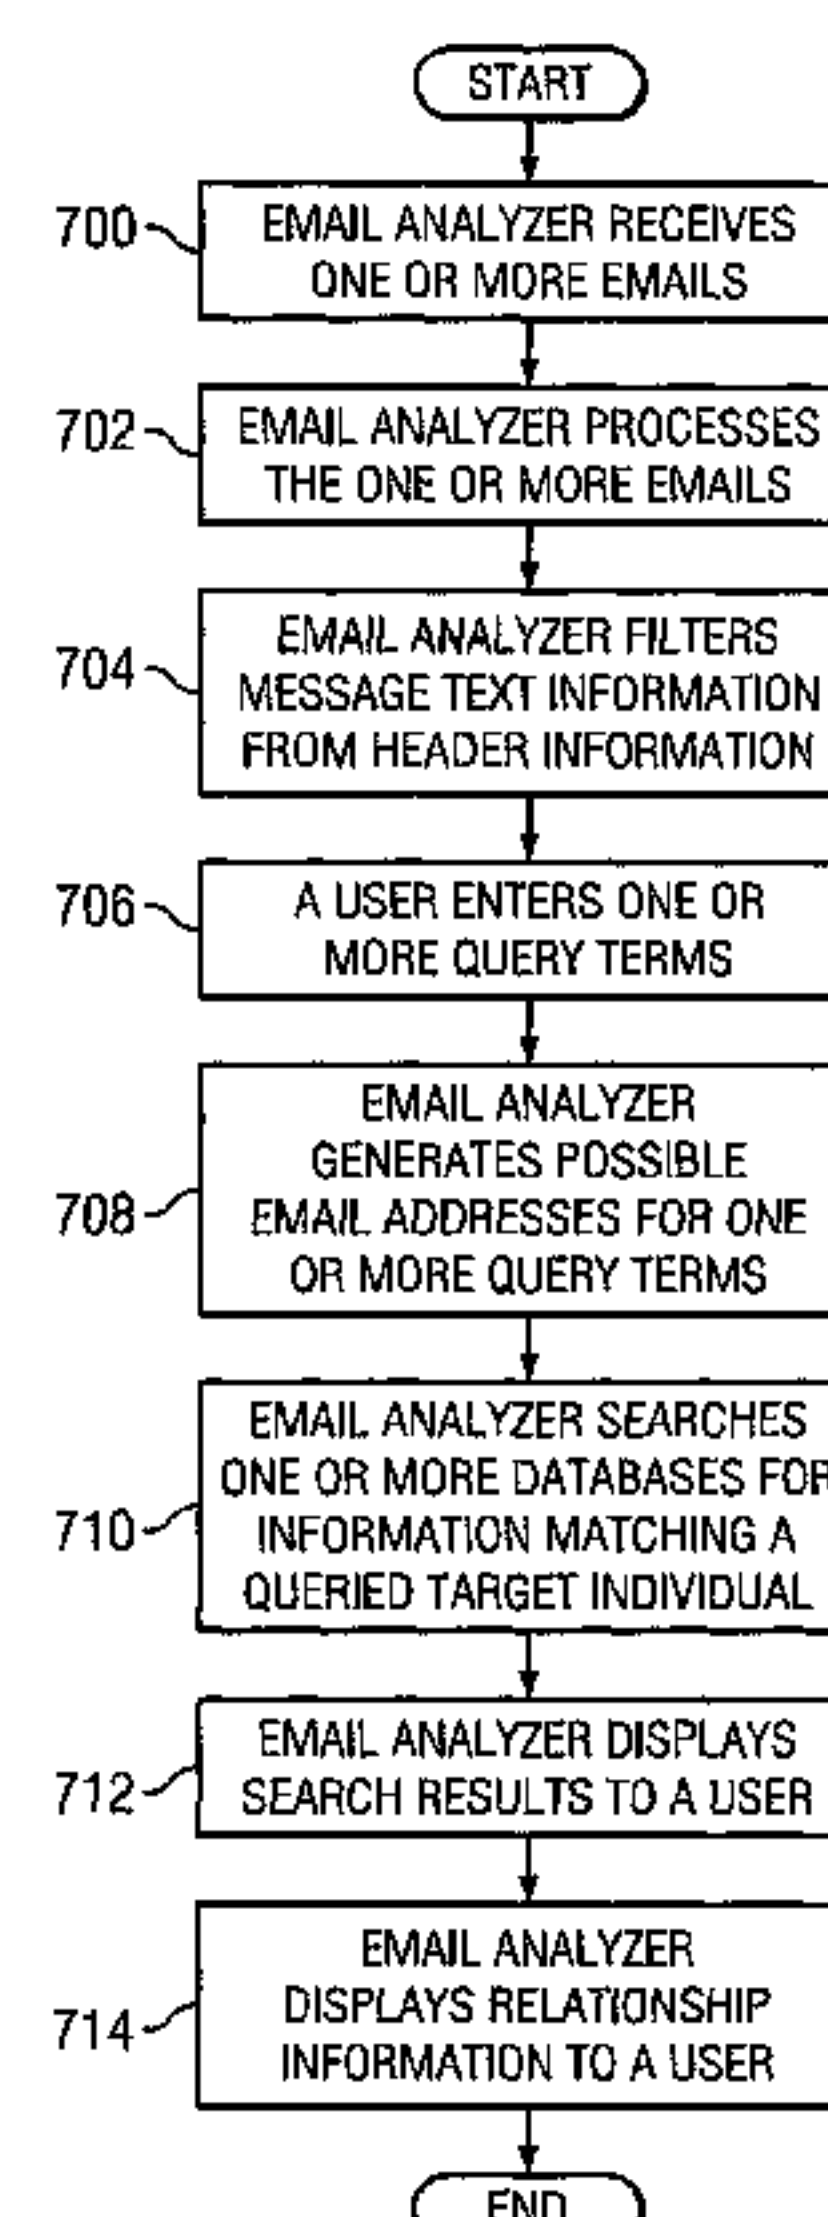 START
700
EMAIL ANALYZER RECEIVES
ONE OR MORE EMAILS
702
EMAIL ANALYZER PROCESSES
THE ONE OR MORE EMAILS
704
EMAIL ANALYZER FILTERS
MESSAGE TEXT INFORMATION
FROM HEADER INFORMATION
706
A USER ENTERS ONE OR
MORE QUERY TERMS
708
EMAIL ANALYZER
GENERATES POSSIBLE
EMAIL ADDRESSES FOR ONE
OR MORE QUERY TERMS
710
EMAIL ANALYZER SEARCHES
ONE OR MORE DATABASES FOR
INFORMATION MATCHING A
QUERIED TARGET INDIVIDUAL
712
EMAIL ANALYZER DISPLAYS
SEARCH RESULTS TO A USER
714
EMAIL ANALYZER
DISPLAYS RELATIONSHIP
INFORMATION TO A USER
END